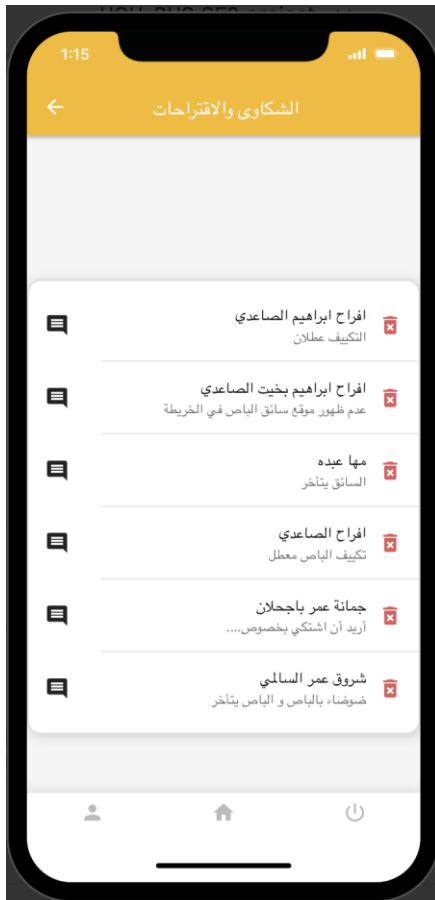 1:15
الشكاوى والاقتراحات
افراح ابراهيم الصاعدي
التكييف عطلان
افراح ابراهيم بخيت الصاعدي
عدم ظهور موقع سائق الباص في الخريطة
مها عبده
السائق يتأخر
افراح الصاعدي
تكييف الباص معطل
جمانة عمر باجحلان
أريد أن اشتكي بخصوص....
شروق عمر السالمي
ضوضاء بالباص و الباص يتأخر